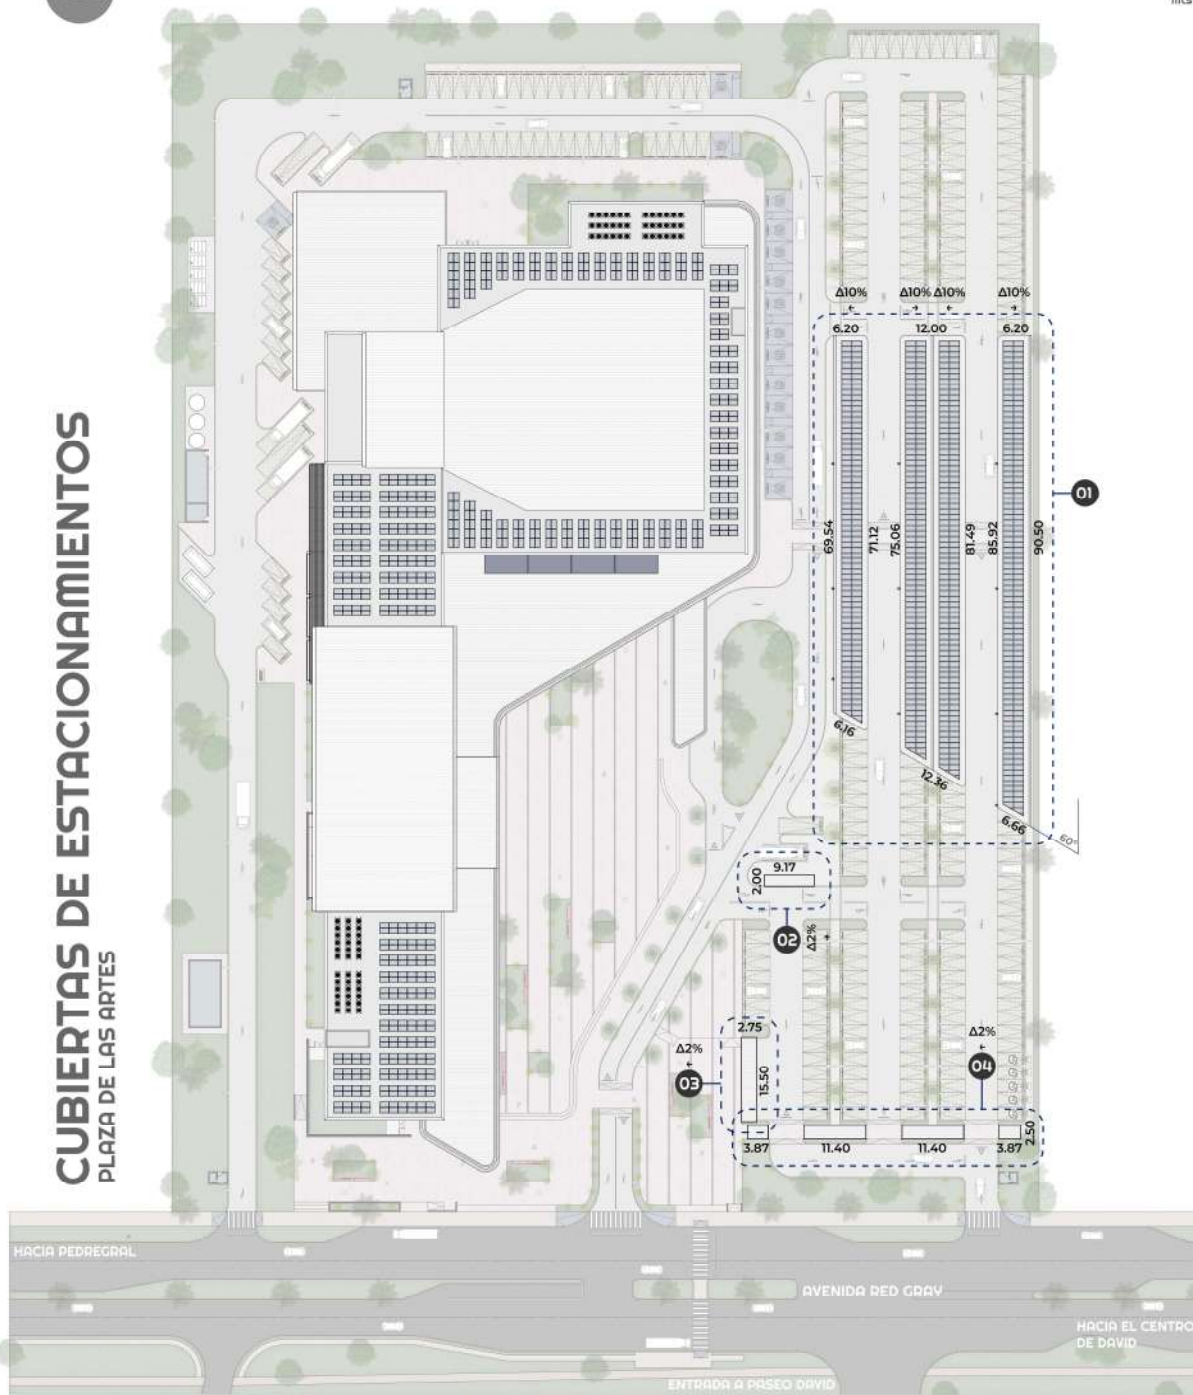 CUBIERTAS DE ESTACIONAMIENTOS
PLAZA DE LAS ARTES
Δ10% Δ10% Δ10% Δ10%
6.20 12.00 6.20
01
69.54 71.12 75.06 81.49 85.92 90.50
6.16
12.36
6.66
60°
9.17
2.00
02
Δ2%
2.75
Δ2%
03
15.50
Δ2%
04
3.87 11.40 11.40 3.87 2.50
HACIA PEDREGRAL
AVENIDA RED GRAY
HACIA EL CENTRO
DE DAVID
ENTRADA A PASEO DAVID